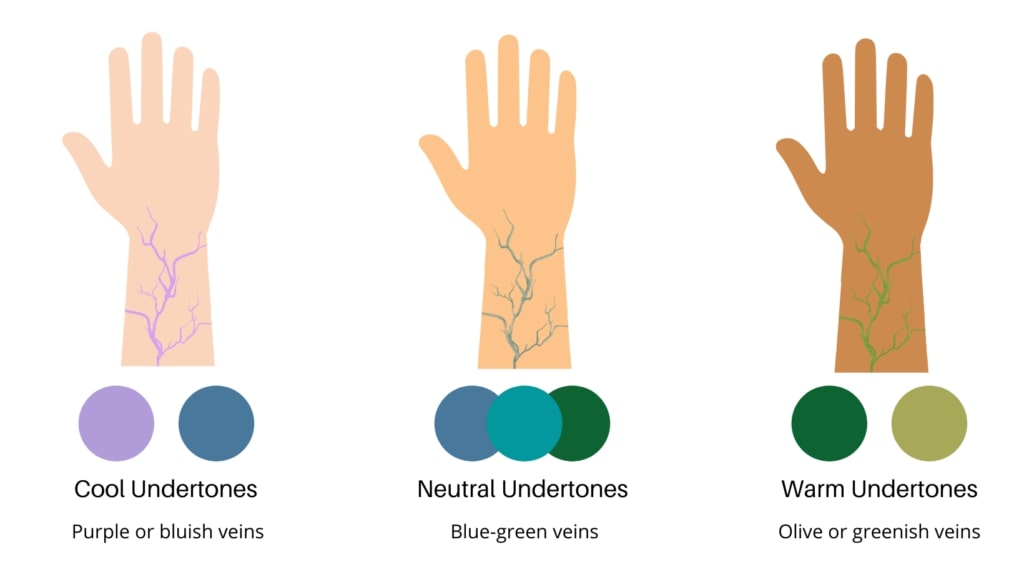 Cool Undertones
Purple or bluish veins
Neutral Undertones
Blue-green veins
Warm Undertones
Olive or greenish veins